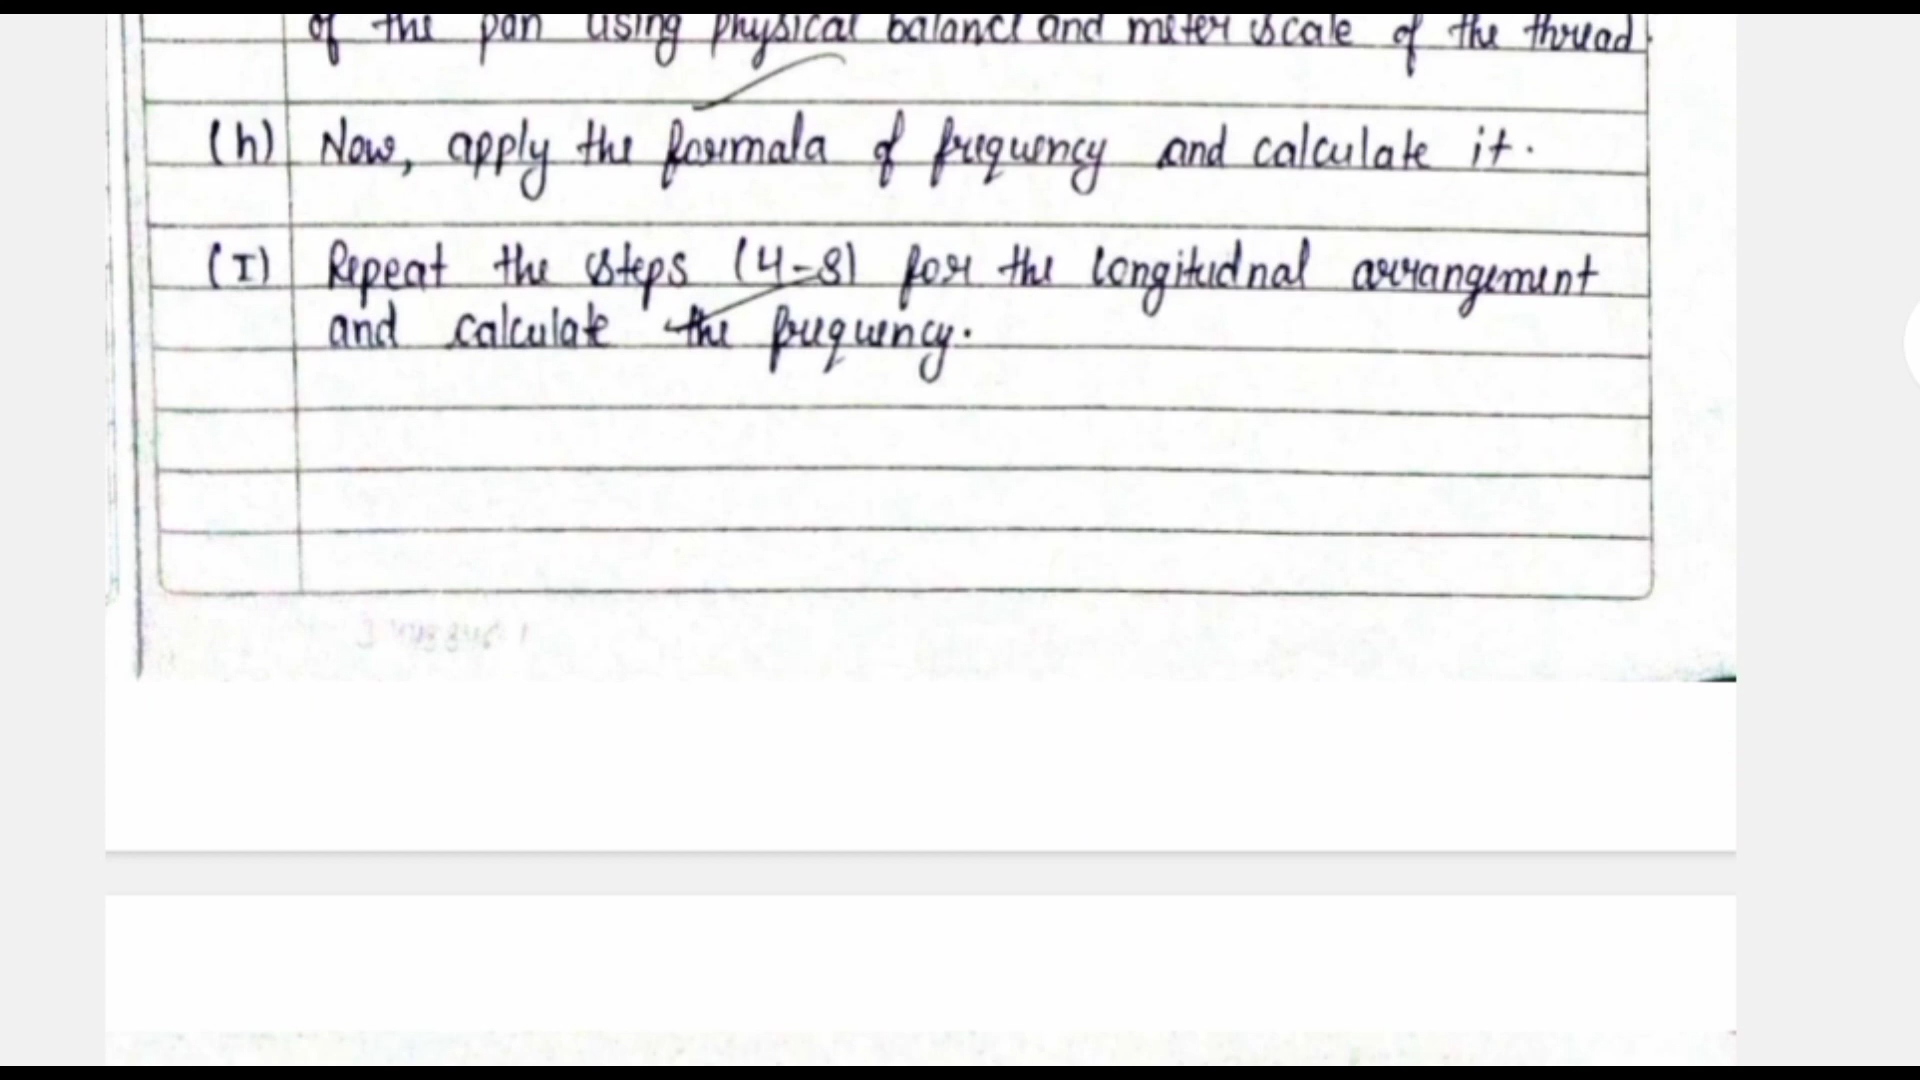 of the pan using physical balance and meter scale of the thread.
(h) Now, apply the formala of frequency and calculate it.
(I) Repeat the steps (4-8) for the longitudnal arrangement
and calculate the frequency.